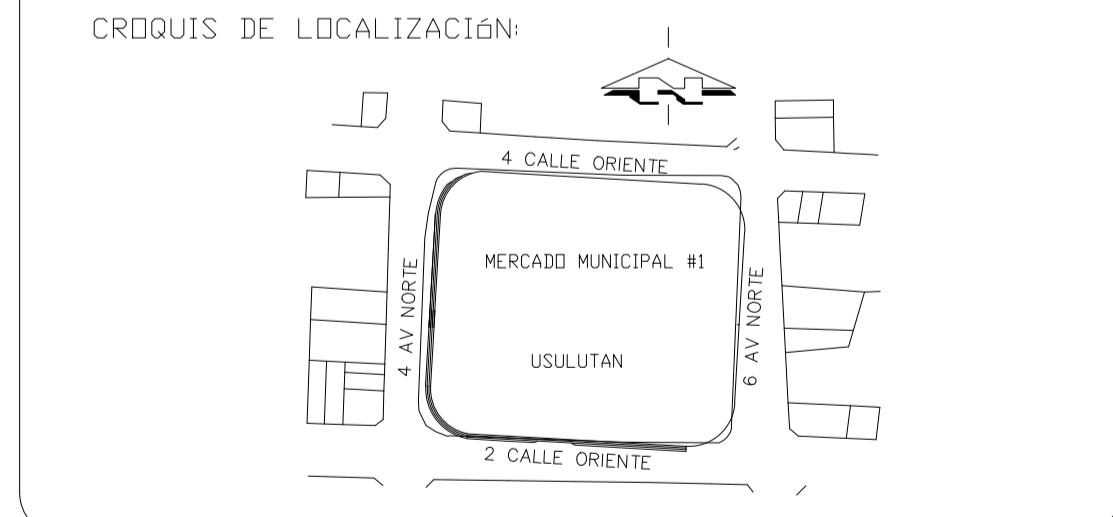 CROQUIS DE LOCALIZACIóN:
N
4 CALLE ORIENTE
MERCADO MUNICIPAL #1
4 AV NORTE
6 AV NORTE
USULUTAN
2 CALLE ORIENTE